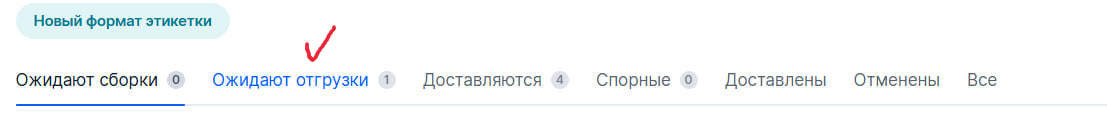 Новый формат этикетки
Ожидают сборки 0 Ожидают отгрузки 1 Доставляются 4 Спорные 0 Доставлены Отменены Все